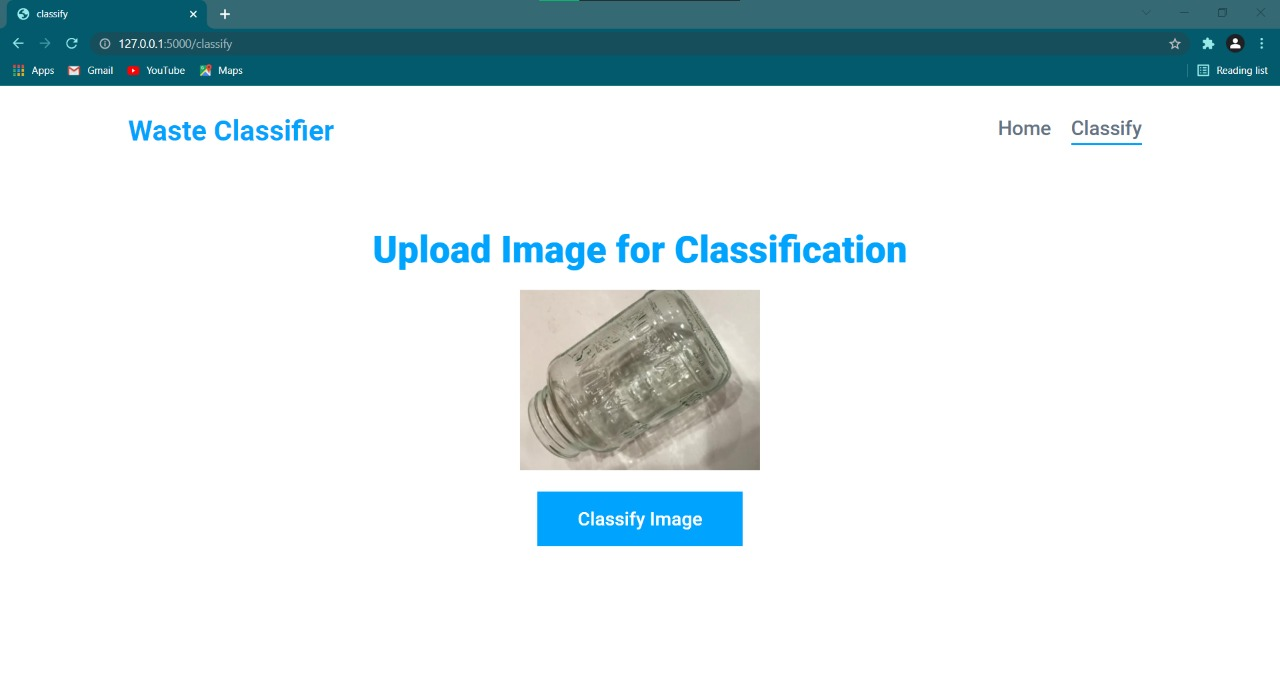 classify
127.0.0.1:5000/classify
Apps Gmail YouTube Maps Reading list
Waste Classifier Home Classify
Upload Image for Classification
Classify Image